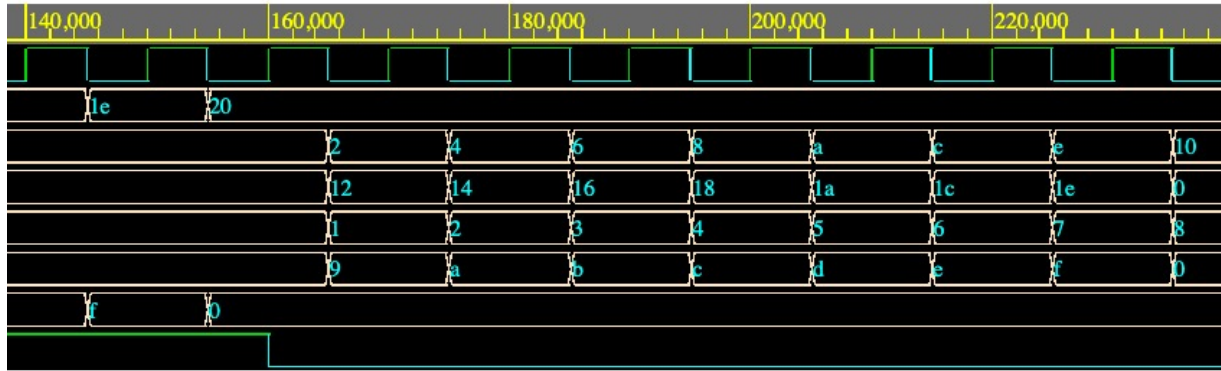 140,000 160,000 180,000 200,000 220,000
1e 20
2 4 6 8 a c e 10
12 14 16 18 1a 1c 1e 0
1 2 3 4 5 6 7 8
9 a b c d e f 0
f 0